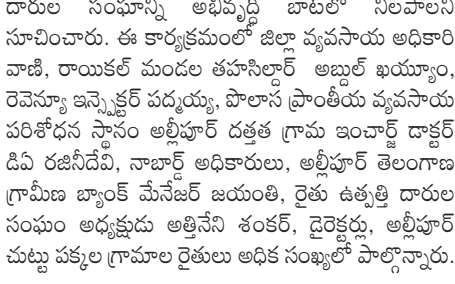 దారుల సంఘాన్ని అభివృద్ధి బాటలో నిలపాలని
సూచించారు. ఈ కార్యక్రమంలో జిల్లా వ్యవసాయ అధికారి
వాణి, రాయికల్ మండల తహసిల్దార్ అబ్దుల్ ఖయ్యూం,
రెవెన్యూ ఇన్స్పెక్టర్ పద్మయ్య, పొలాస ప్రాంతీయ వ్యవసాయ
పరిశోధన స్థానం అల్లీపూర్ దత్తత గ్రామ ఇంచార్జ్ డాక్టర్
డిఏ రజినీదేవి, నాబార్డ్ అధికారులు, అల్లీపూర్ తెలంగాణ
గ్రామీణ బ్యాంక్ మేనేజర్ జయంతి, రైతు ఉత్పత్తి దారుల
సంఘం అధ్యక్షుడు అత్తినేని శంకర్, డైరెక్టర్లు, అల్లీపూర్
చుట్టు పక్కల గ్రామాల రైతులు అధిక సంఖ్యలో పాల్గొన్నారు.